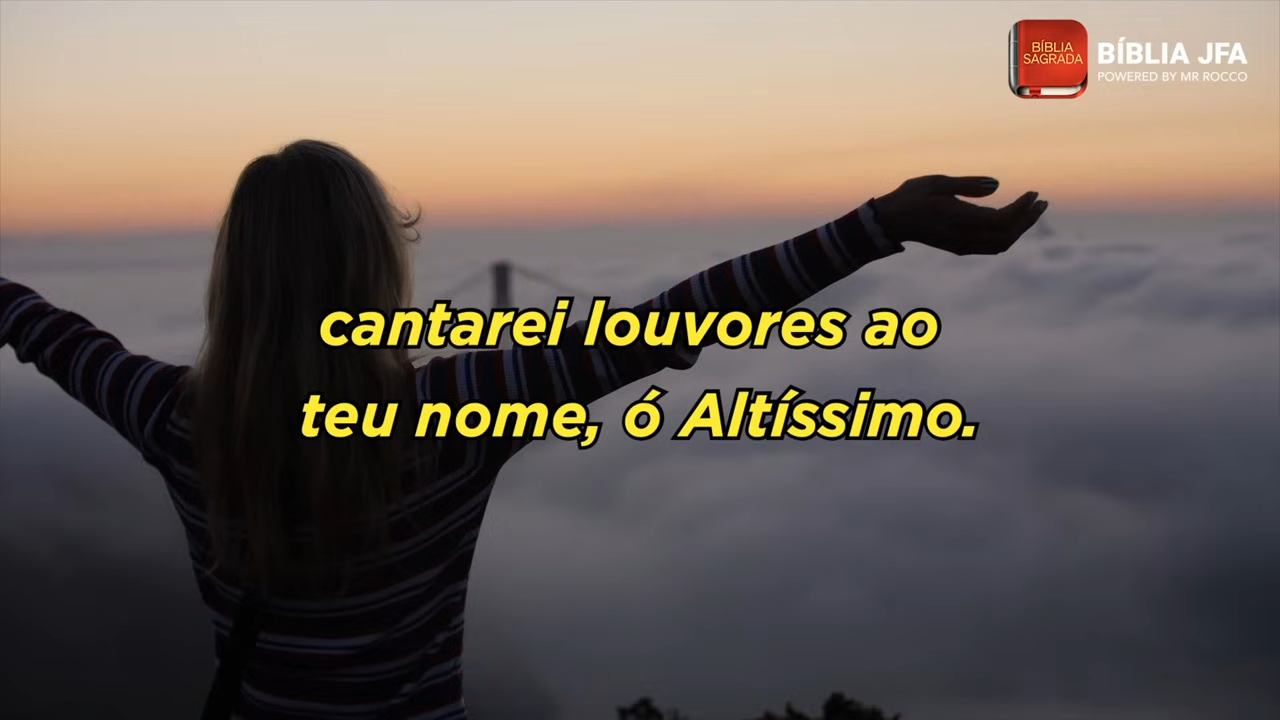 BÍBLIA
SAGRADA
BÍBLIA JFA
POWERED BY MR ROCCO
cantarei louvores ao
teu nome, ó Altíssimo.